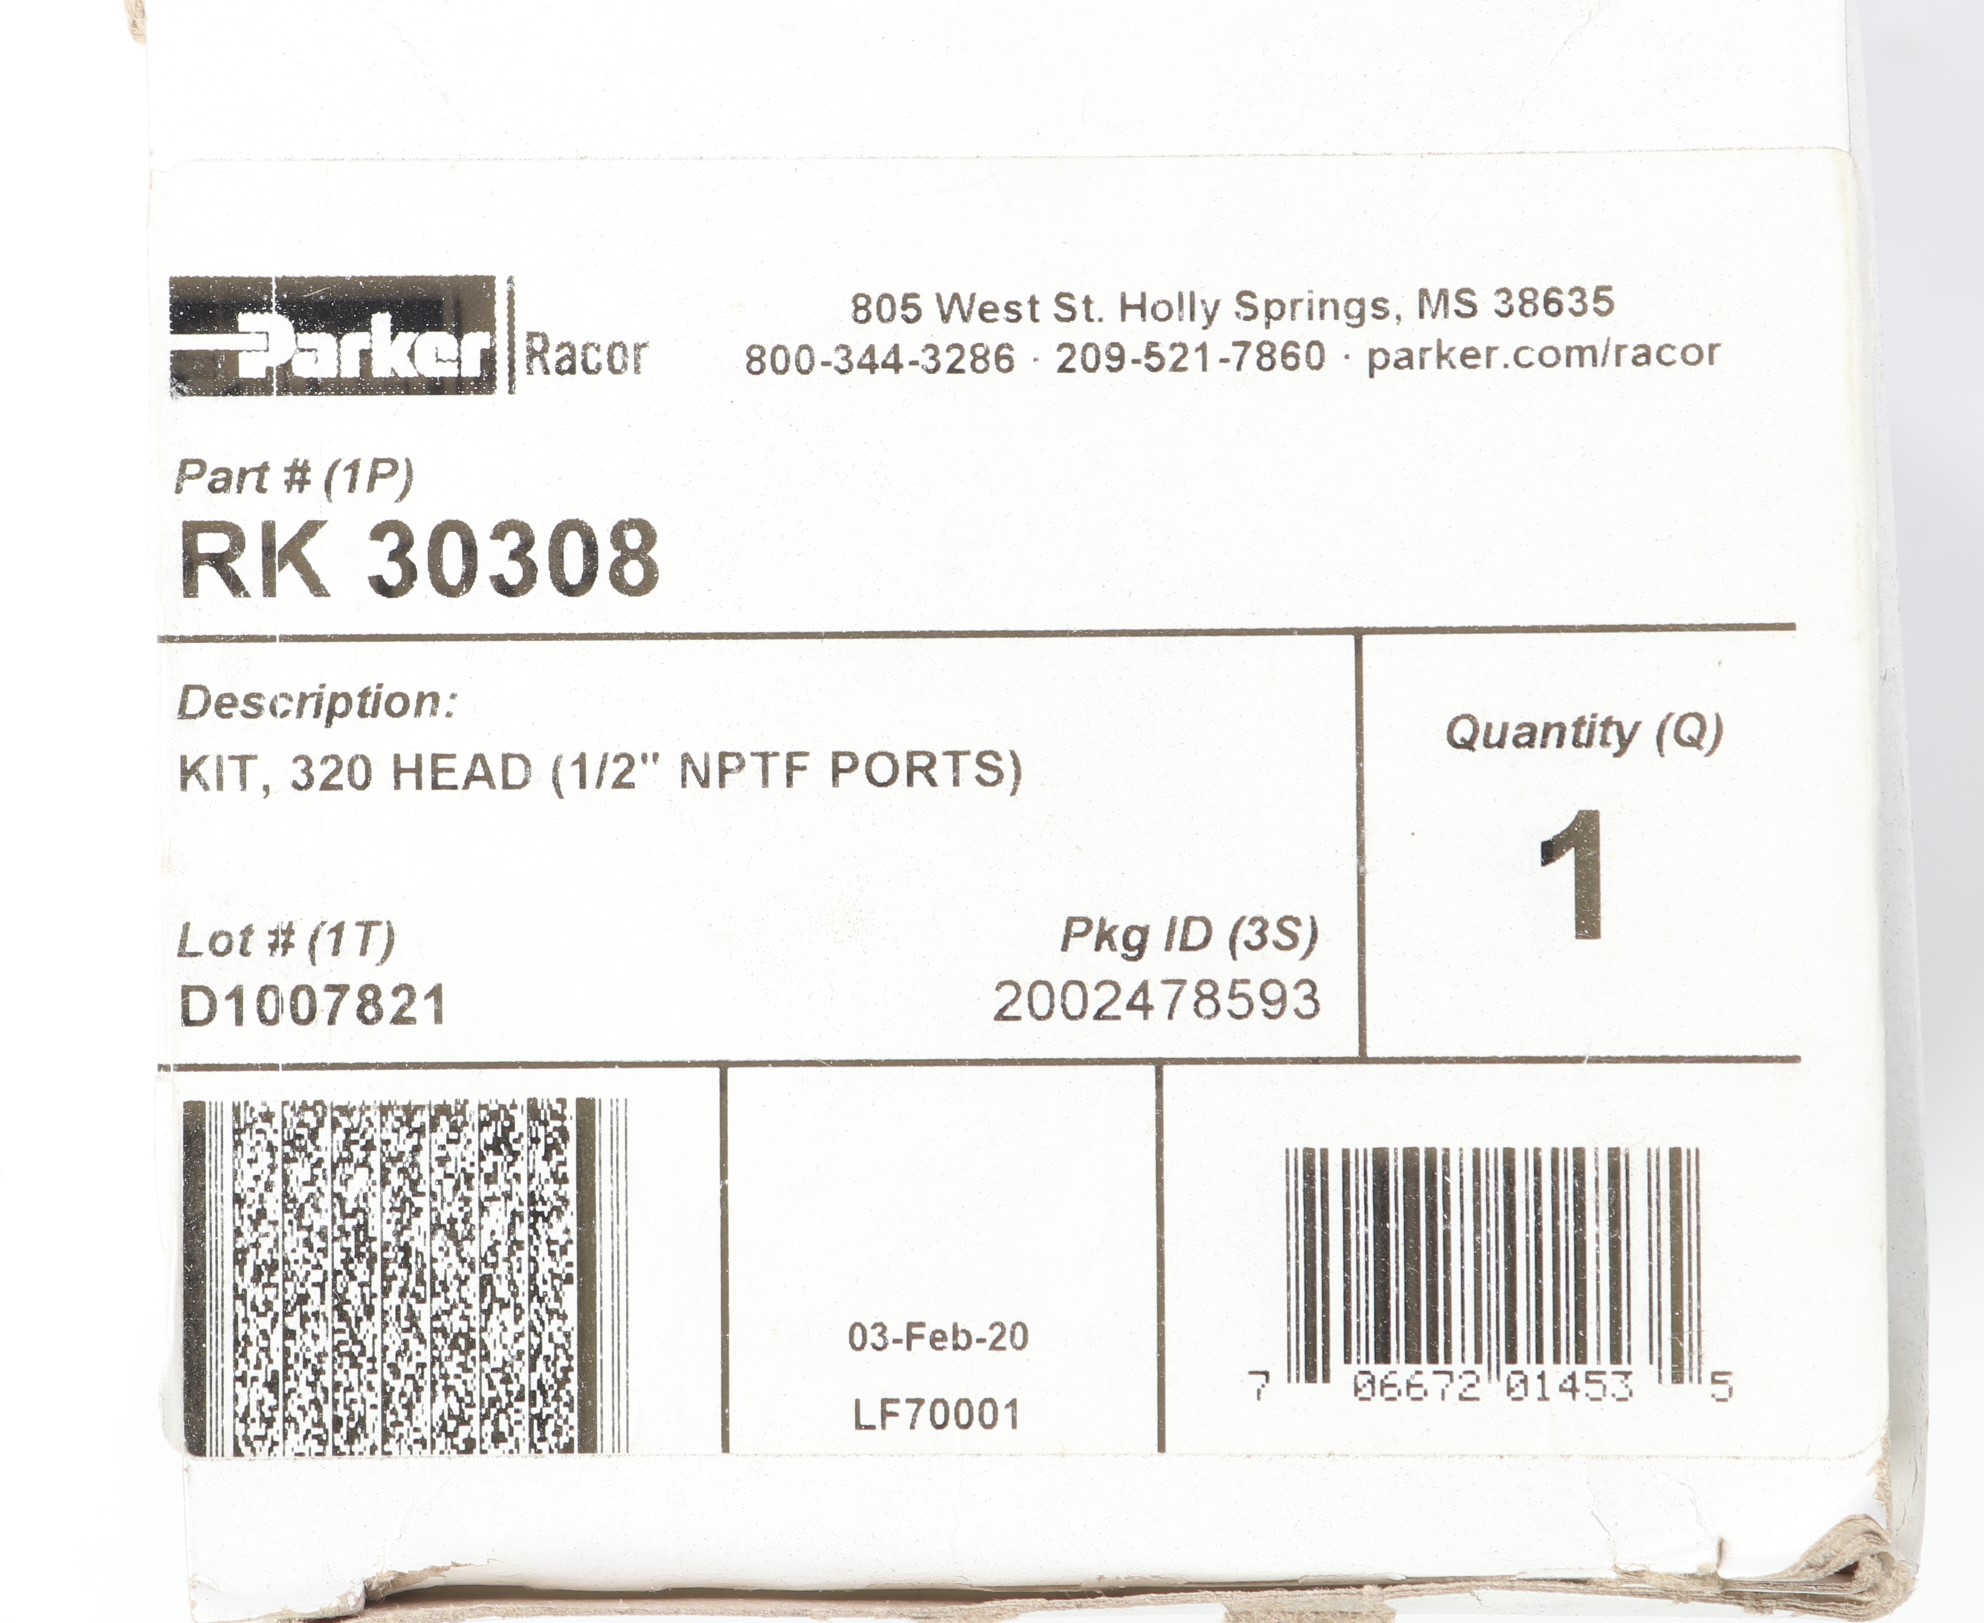 Parker Racor
805 West St. Holly Springs, MS 38635
800-344-3286 · 209-521-7860 · parker.com/racor
Part # (1P)
RK 30308
Description:
KIT, 320 HEAD (1/2" NPTF PORTS)
Quantity (Q)
1
Lot # (1T)
D1007821
Pkg ID (3S)
2002478593
03-Feb-20
LF70001
7 06672 01453 5